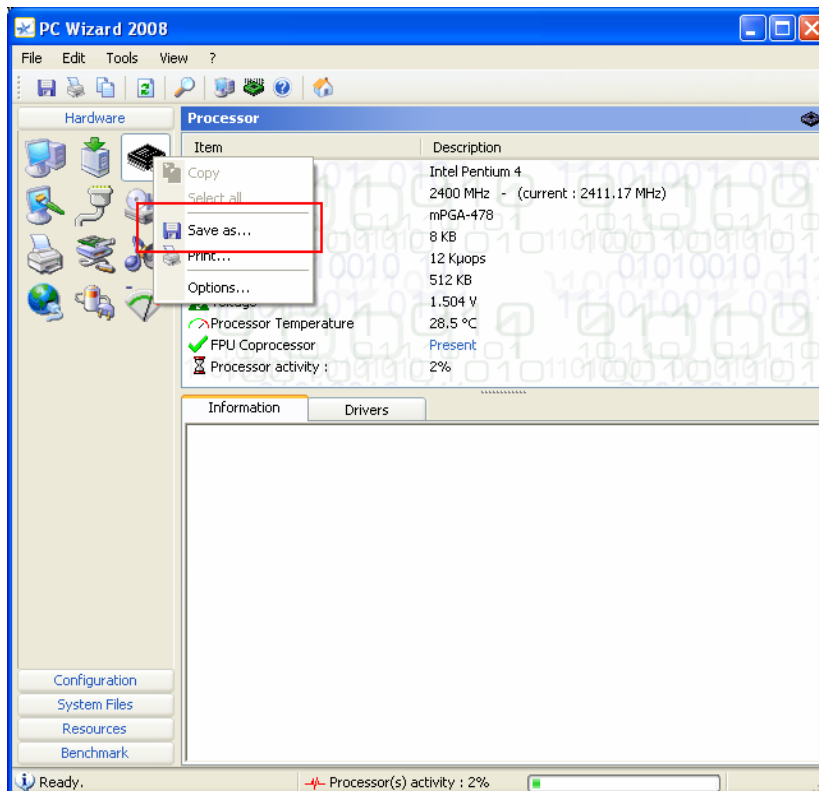 PC Wizard 2008
File Edit Tools View ?
Hardware
Processor
Item Description
Copy
Select all
Save as...
Print...
Options...
Intel Pentium 4
2400 MHz - (current : 2411.17 MHz)
mPGA-478
8 KB
12 Kµops
512 KB
Voltage 1.504 V
Processor Temperature 28.5 °C
FPU Coprocessor Present
Processor activity : 2%
Information Drivers
Configuration
System Files
Resources
Benchmark
Ready. Processor(s) activity : 2%